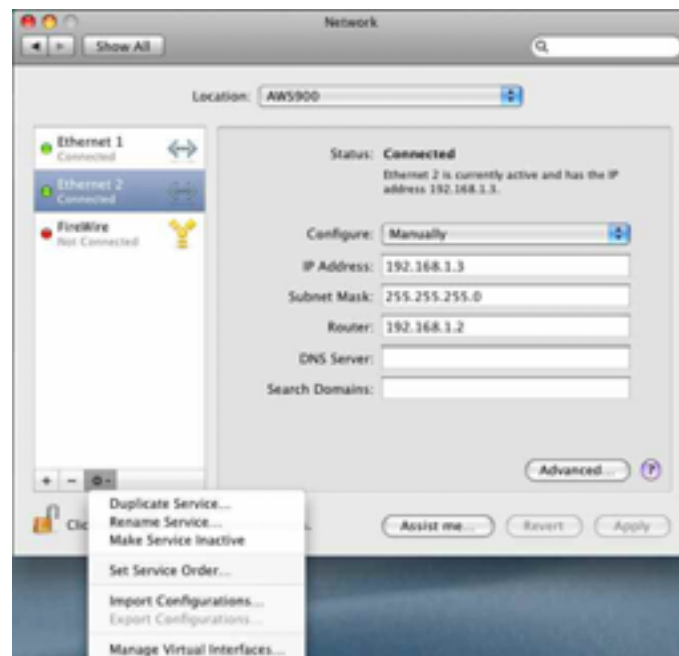 Network
Show All
Location: AWS900
Ethernet 1
Connected
Ethernet 2
Connected
FireWire
Not Connected
Status: Connected
Ethernet 2 is currently active and has the IP
address 192.168.1.3.
Configure: Manually
IP Address: 192.168.1.3
Subnet Mask: 255.255.255.0
Router: 192.168.1.2
DNS Server:
Search Domains:
Advanced...
?
+ -
Clic
Assist me...
Revert
Apply
Duplicate Service...
Rename Service...
Make Service Inactive
Set Service Order...
Import Configurations...
Export Configurations...
Manage Virtual Interfaces...